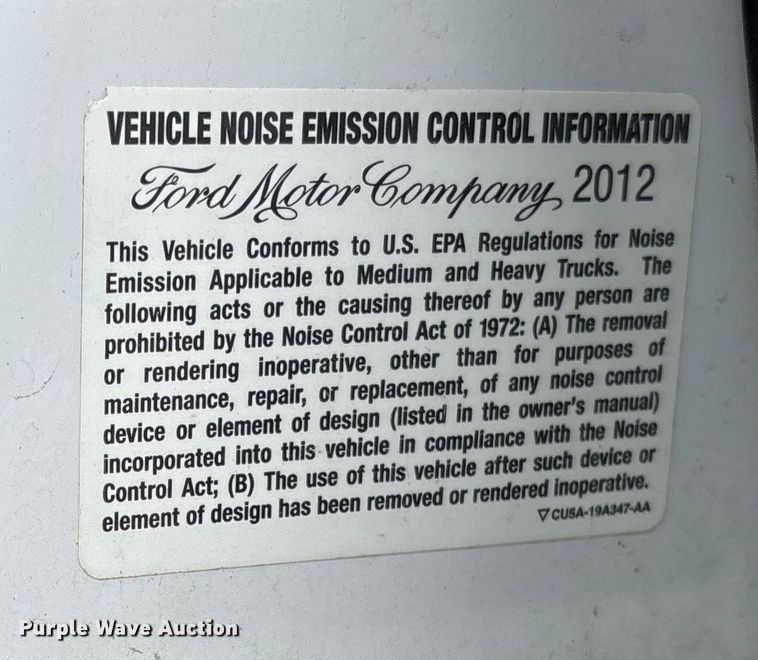 VEHICLE NOISE EMISSION CONTROL INFORMATION
Ford Motor Company 2012
This Vehicle Conforms to U.S. EPA Regulations for Noise
Emission Applicable to Medium and Heavy Trucks. The
following acts or the causing thereof by any person are
prohibited by the Noise Control Act of 1972: (A) The removal
or rendering inoperative, other than for purposes of
maintenance, repair, or replacement, of any noise control
device or element of design (listed in the owner's manual)
incorporated into this vehicle in compliance with the Noise
Control Act; (B) The use of this vehicle after such device or
element of design has been removed or rendered inoperative.
▽CU5A-19A347-AA
Purple Wave Auction